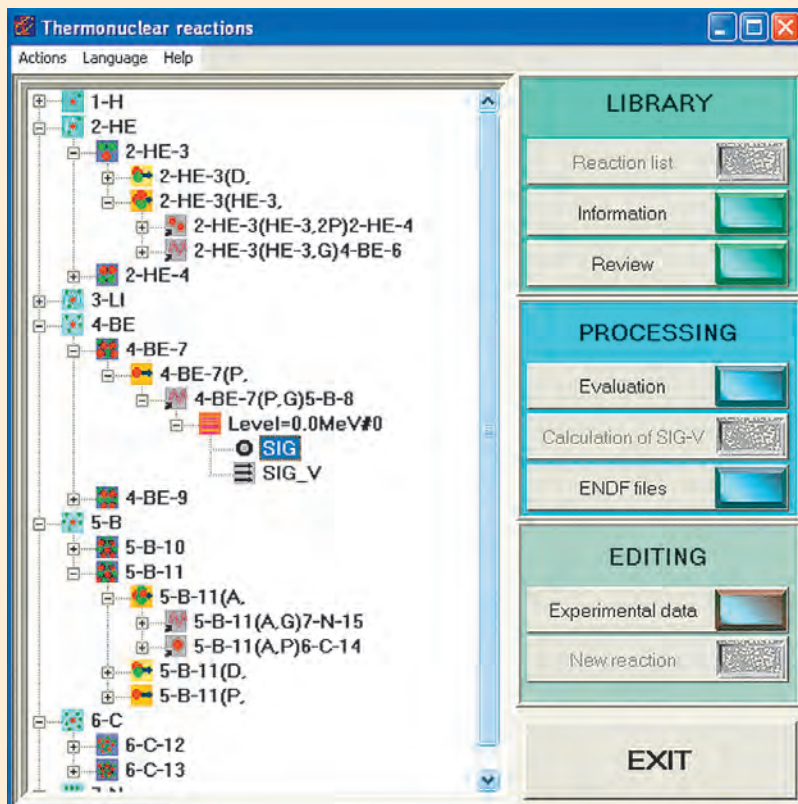 Thermonuclear reactions
Actions Language Help
1-H
2-HE
2-HE-3
2-HE-3(D,
2-HE-3(HE-3,
2-HE-3(HE-3,2P)2-HE-4
2-HE-3(HE-3,G)4-BE-6
2-HE-4
3-LI
4-BE
4-BE-7
4-BE-7(P,
4-BE-7(P,G)5-B-8
Level=0.0MeV#0
SIG
SIG_V
4-BE-9
5-B
5-B-10
5-B-11
5-B-11(A,
5-B-11(A,G)7-N-15
5-B-11(A,P)6-C-14
5-B-11(D,
5-B-11(P,
6-C
6-C-12
6-C-13
LIBRARY
Reaction list
Information
Review
PROCESSING
Evaluation
Calculation of SIG-V
ENDF files
EDITING
Experimental data
New reaction
EXIT